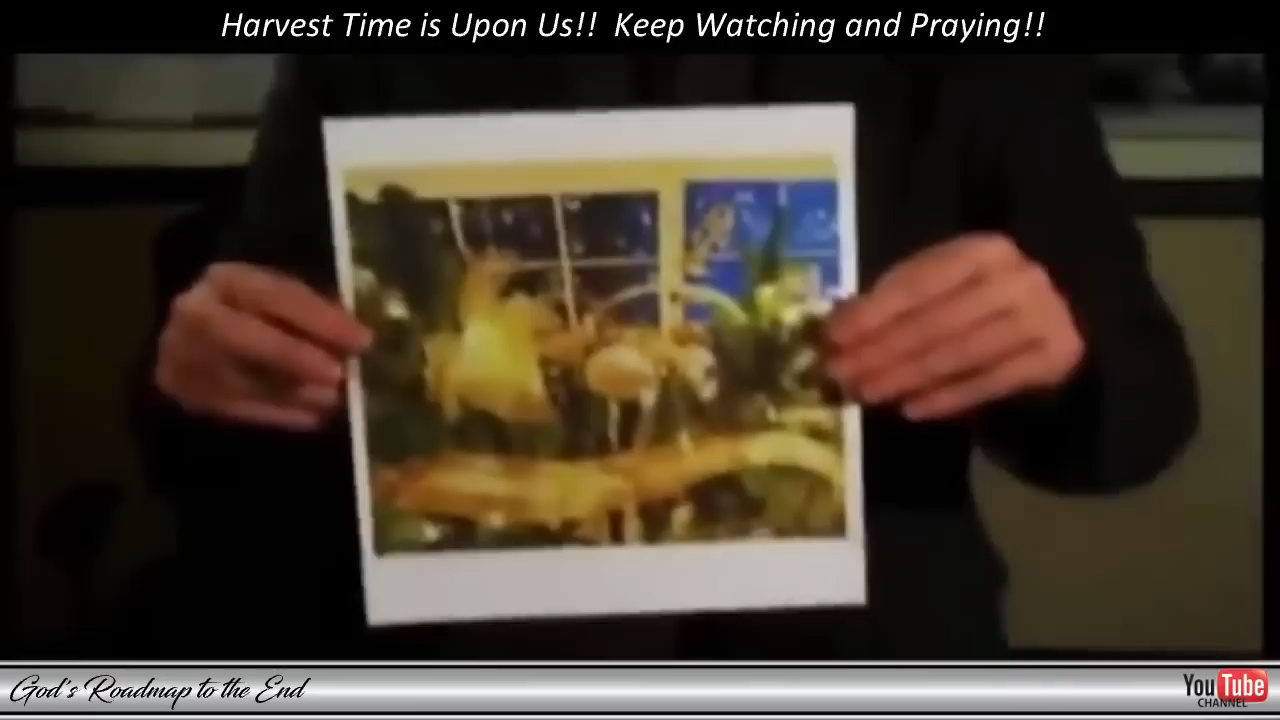 Harvest Time is Upon Us!! Keep Watching and Praying!!
God's Roadmap to the End
YouTube
CHANNEL